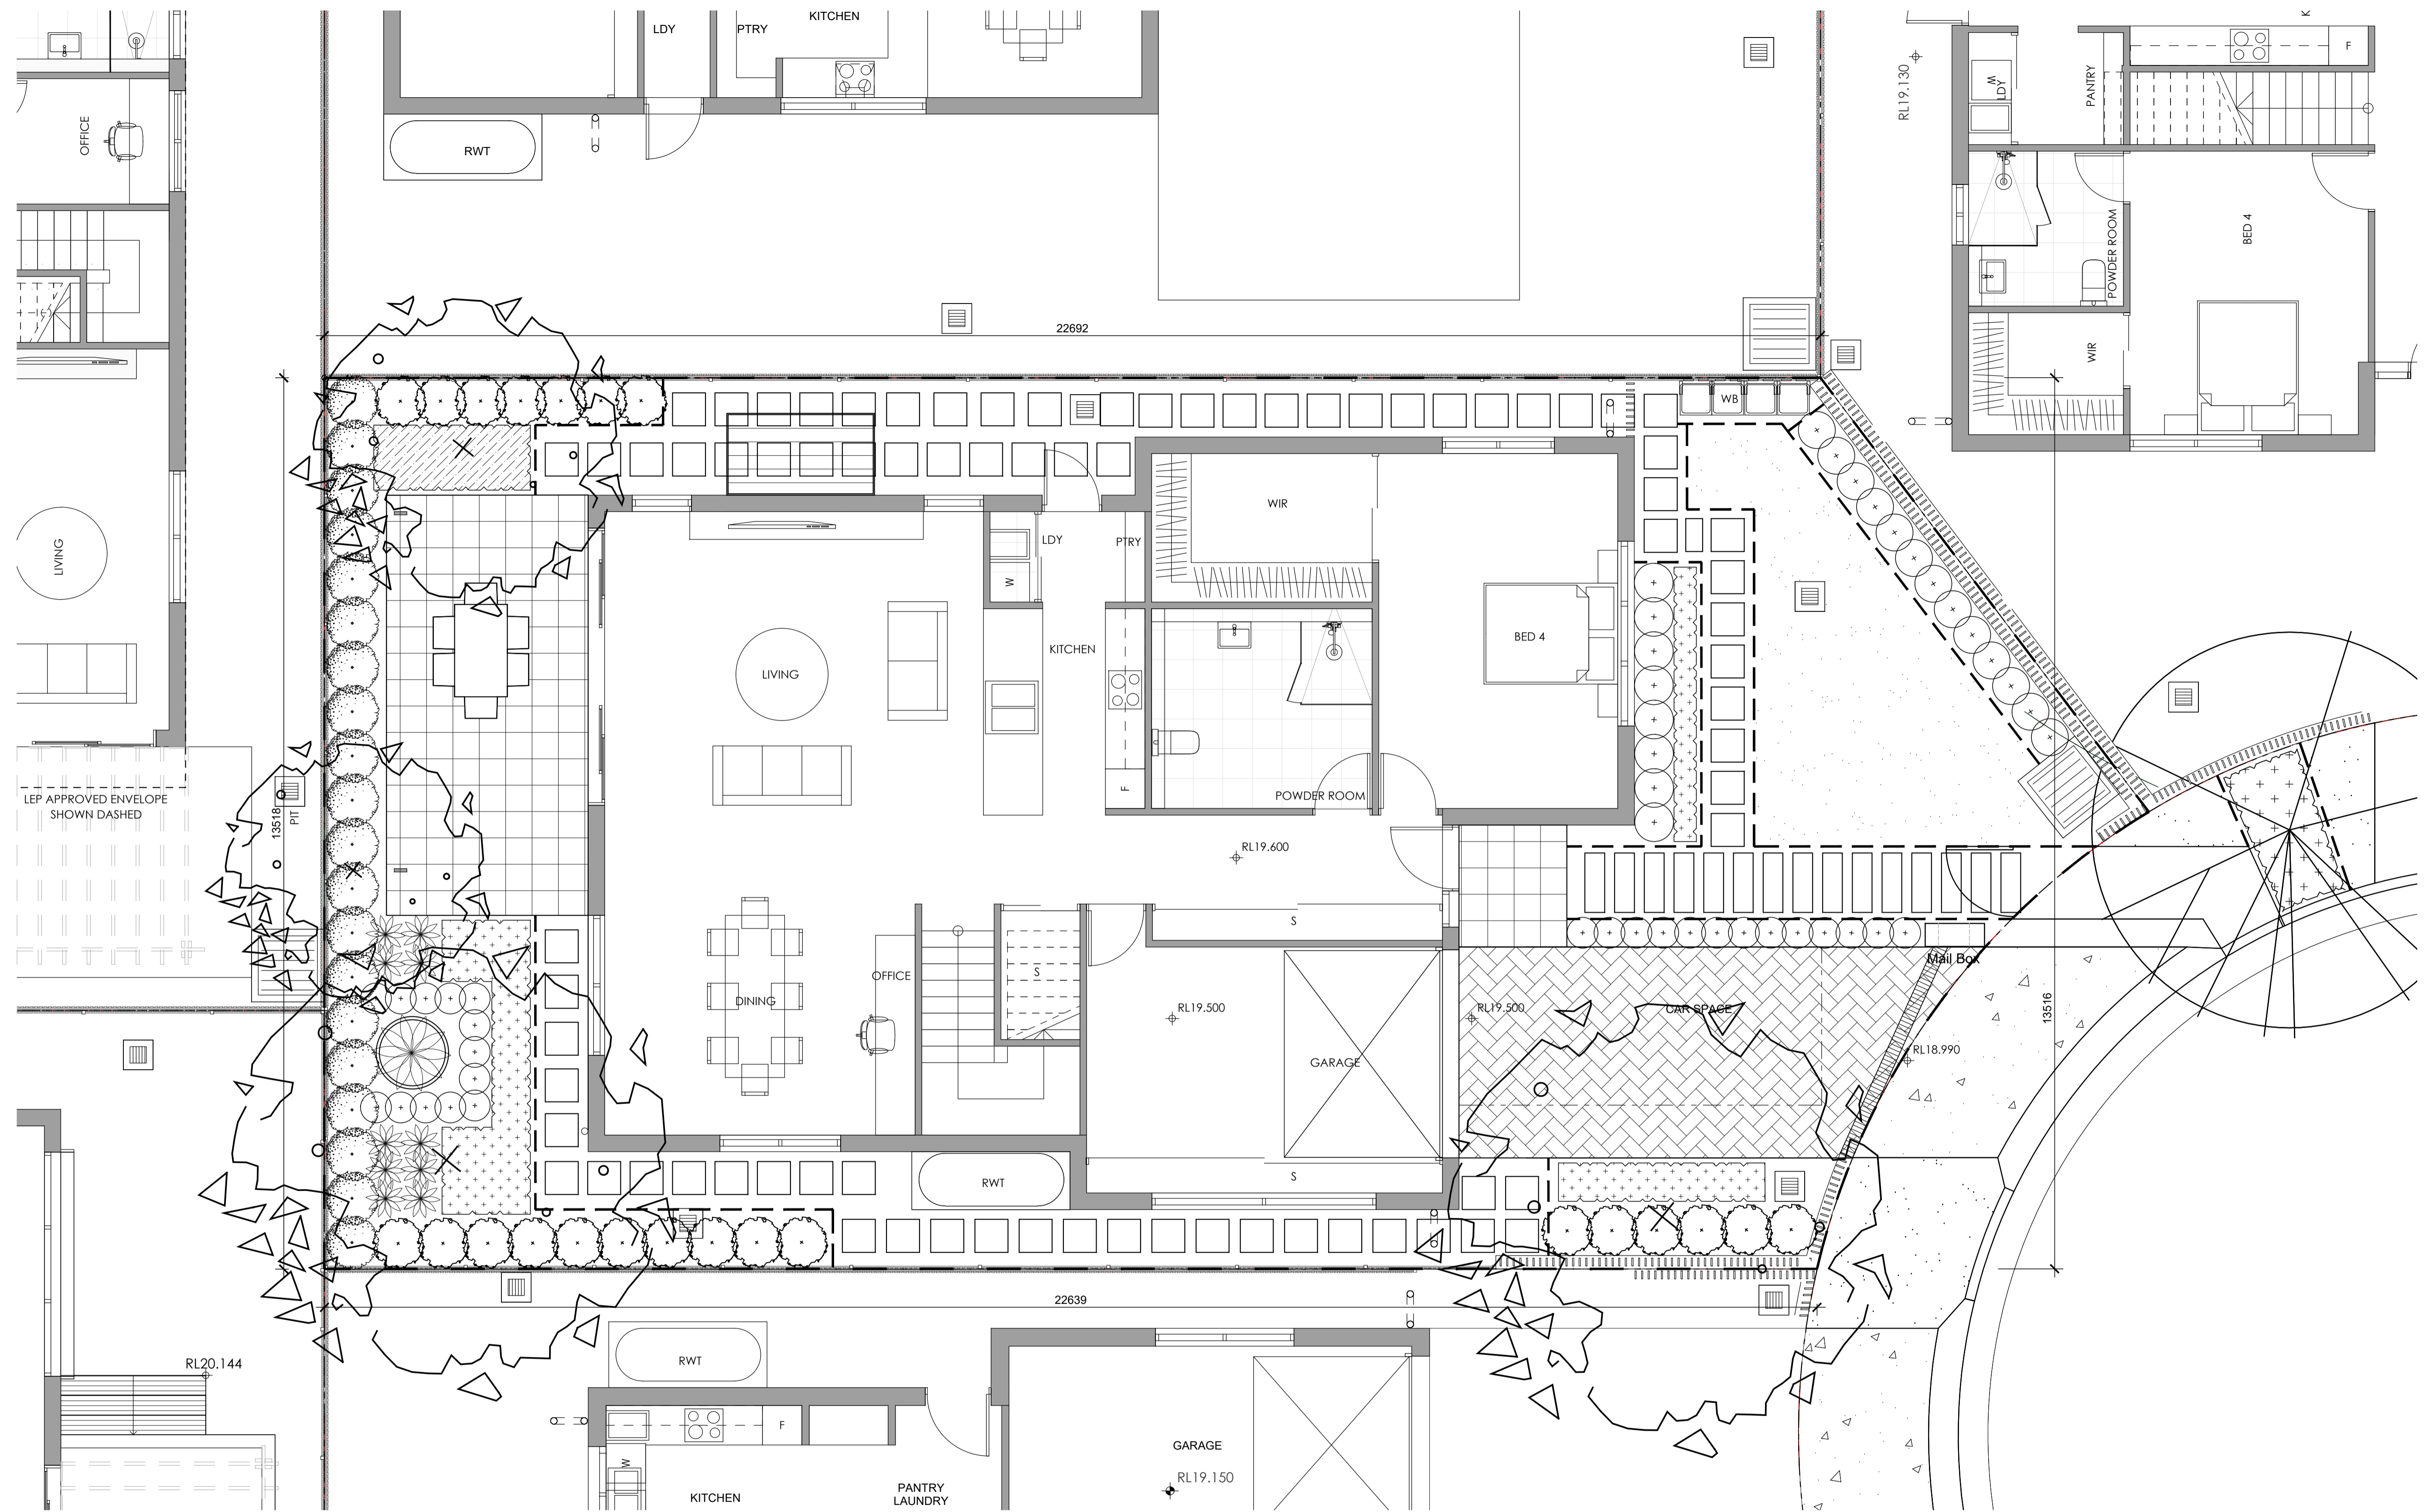 KITCHEN
LDY
PTRY
K
F
RL19.130
W
LDY
PANTRY
OFFICE
RWT
BED 4
POWDER ROOM
WIR
22692
WB
WIR
LDY
PTRY
W
LIVING
BED 4
KITCHEN
LIVING
F
POWDER ROOM
LEP APPROVED ENVELOPE
SHOWN DASHED
13518
PIT
RL19.600
S
Mail Box
OFFICE
S
DINING
RL19.500
RL19.500
CAR SPACE
13516
RL18.990
GARAGE
RWT
S
22639
RL20.144
RWT
F
W
KITCHEN
PANTRY
LAUNDRY
GARAGE
RL19.150